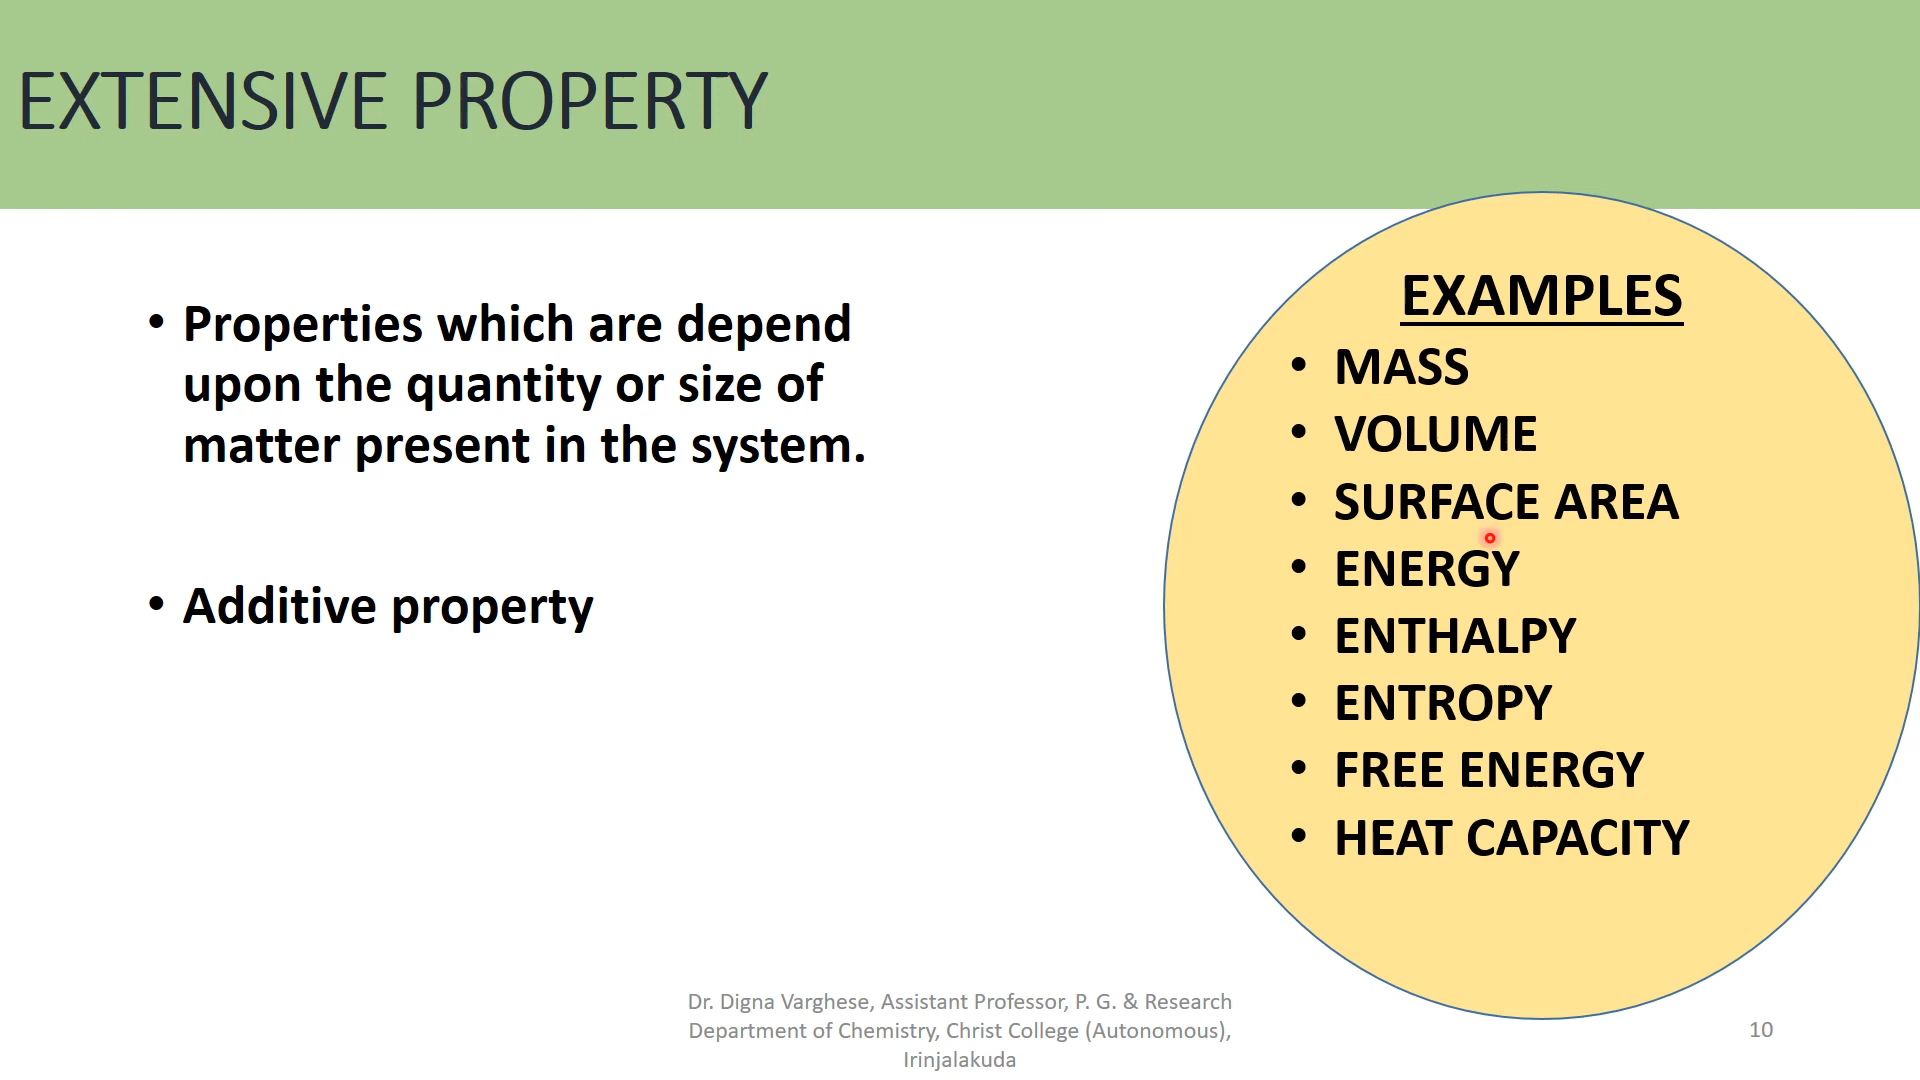 EXTENSIVE PROPERTY
• Properties which are depend
upon the quantity or size of
matter present in the system.
• Additive property
EXAMPLES
• MASS
• VOLUME
• SURFACE AREA
• ENERGY
• ENTHALPY
• ENTROPY
• FREE ENERGY
• HEAT CAPACITY
Dr. Digna Varghese, Assistant Professor, P. G. & Research
Department of Chemistry, Christ College (Autonomous),
Irinjalakuda
10